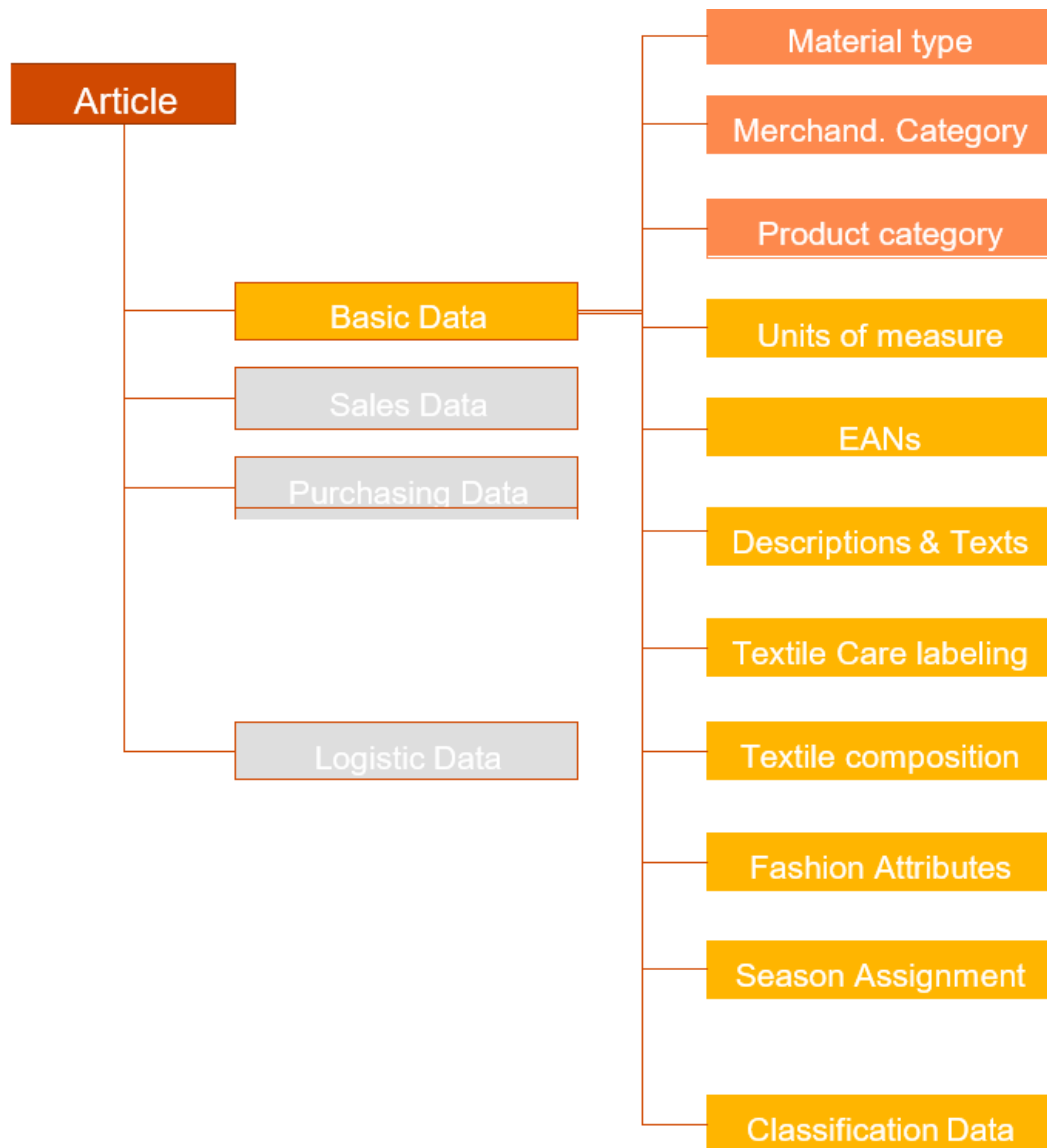 Article
Basic Data
Sales Data
Purchasing Data
Logistic Data
Material type
Merchand. Category
Product category
Units of measure
EANs
Descriptions & Texts
Textile Care labeling
Textile composition
Fashion Attributes
Season Assignment
Classification Data